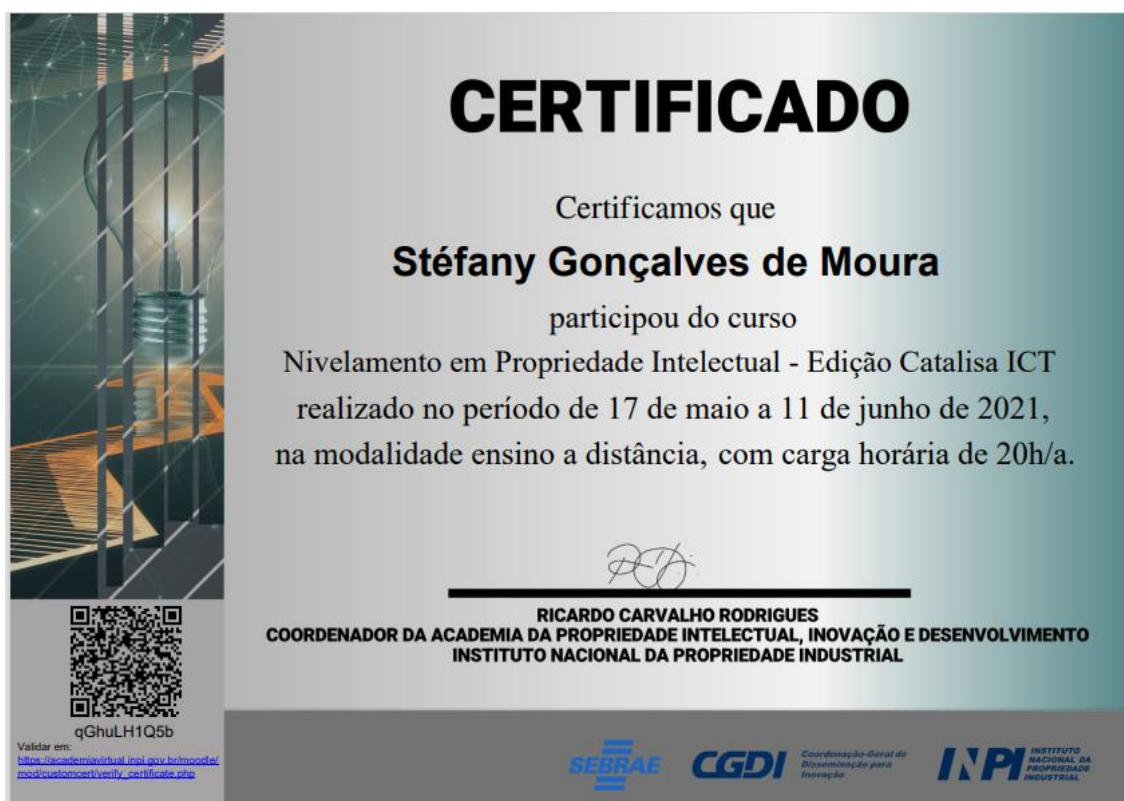 CERTIFICADO
Certificamos que
Stéfany Gonçalves de Moura
participou do curso
Nivelamento em Propriedade Intelectual - Edição Catalisa ICT
realizado no período de 17 de maio a 11 de junho de 2021,
na modalidade ensino a distância, com carga horária de 20h/a.
RICARDO CARVALHO RODRIGUES
COORDENADOR DA ACADEMIA DA PROPRIEDADE INTELECTUAL, INOVAÇÃO E DESENVOLVIMENTO
INSTITUTO NACIONAL DA PROPRIEDADE INDUSTRIAL
qGhuLH1Q5b
Validar em:
https://academiavirtual.inpi.gov.br/moodle/
mod/customcert/verify_certificate.php
SEBRAE
CGDI
Coordenação-Geral de
Disseminação para
Inovação
INPI
INSTITUTO
NACIONAL DA
PROPRIEDADE
INDUSTRIAL